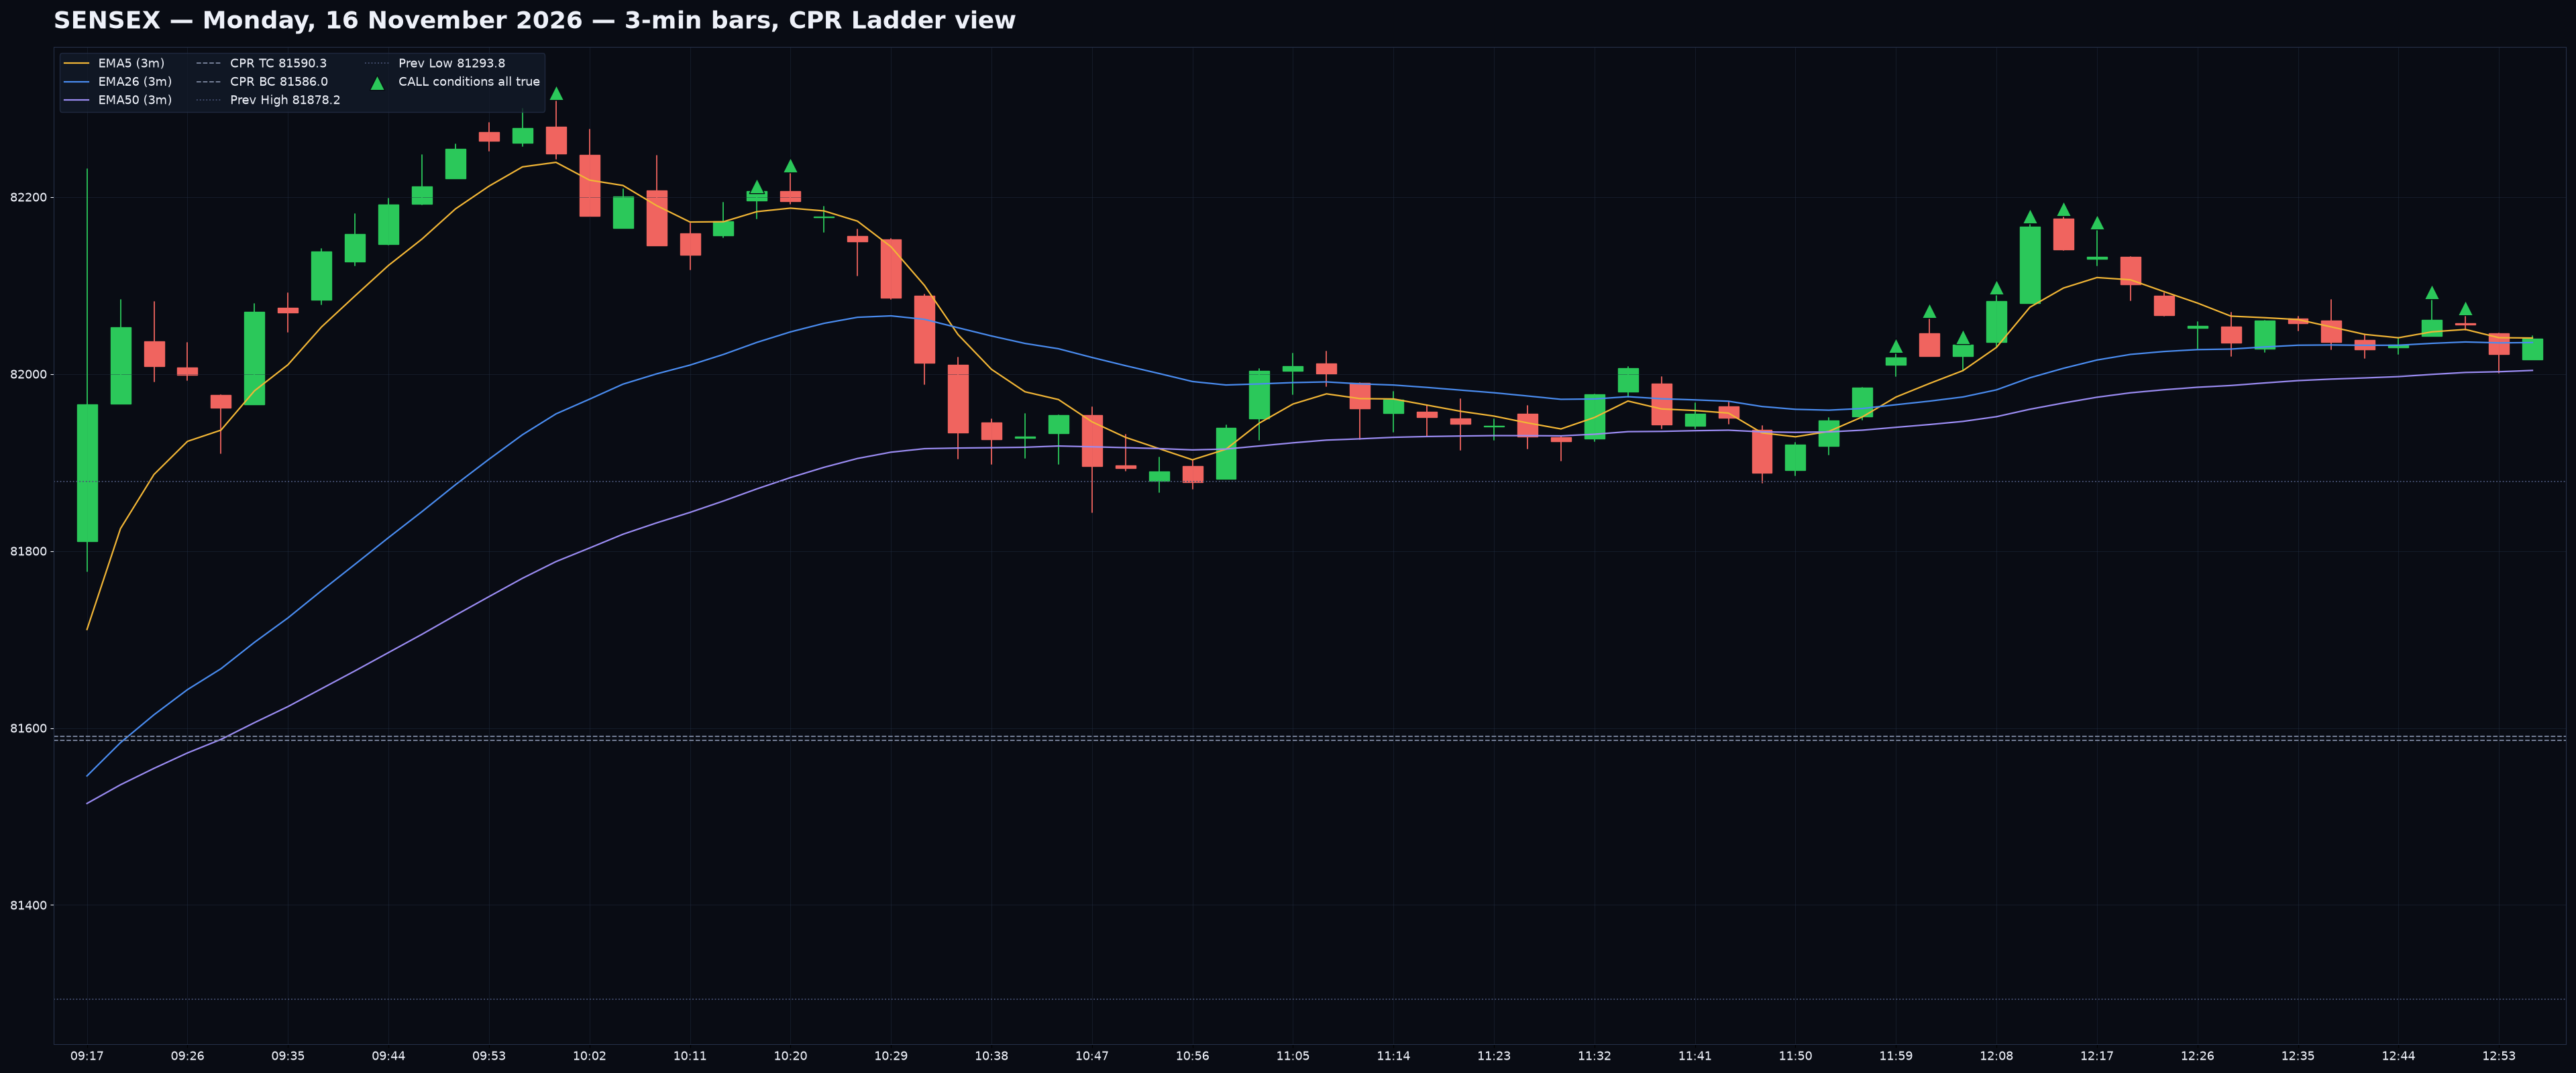 SENSEX — Monday, 16 November 2026 — 3-min bars, CPR Ladder view
EMA5 (3m)
EMA26 (3m)
EMA50 (3m)
CPR TC 81590.3
CPR BC 81586.0
Prev High 81878.2
Prev Low 81293.8
CALL conditions all true
82200
82000
81800
81600
81400
09:17 09:26 09:35 09:44 09:53 10:02 10:11 10:20 10:29 10:38 10:47 10:56 11:05 11:14 11:23 11:32 11:41 11:50 11:59 12:08 12:17 12:26 12:35 12:44 12:53